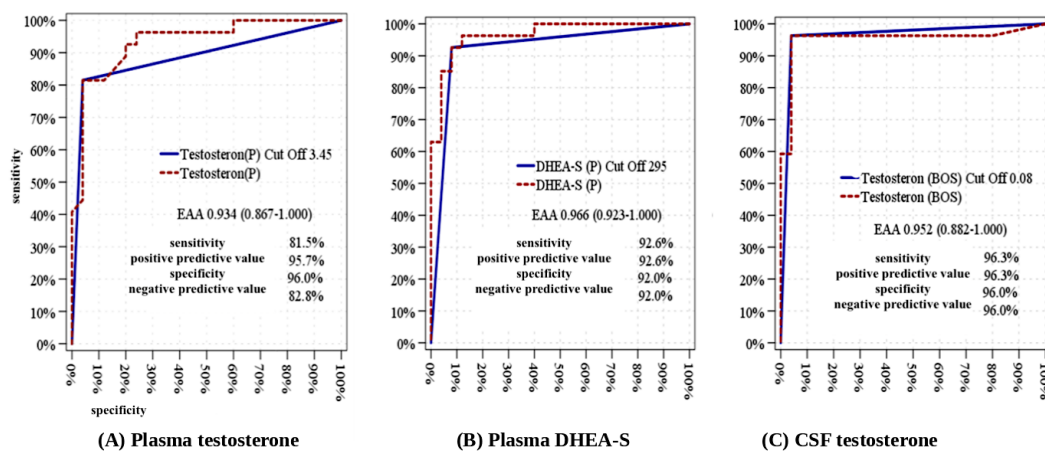 100%
90%
80%
70%
60%
50%
40%
30%
20%
10%
0%
sensitivity
Testosteron(P) Cut Off 3.45
Testosteron(P)
EAA 0.934 (0.867-1.000)
sensitivity 81.5%
positive predictive value 95.7%
specificity 96.0%
negative predictive value 82.8%
0% 10% 20% 30% 40% 50% 60% 70% 80% 90% 100%
specificity
(A) Plasma testosterone
100%
90%
80%
70%
60%
50%
40%
30%
20%
10%
0%
DHEA-S (P) Cut Off 295
DHEA-S (P)
EAA 0.966 (0.923-1.000)
sensitivity 92.6%
positive predictive value 92.6%
specificity 92.0%
negative predictive value 92.0%
0% 10% 20% 30% 40% 50% 60% 70% 80% 90% 100%
(B) Plasma DHEA-S
100%
90%
80%
70%
60%
50%
40%
30%
20%
10%
0%
Testeron (BOS) Cut Off 0.08
Testeron (BOS)
EAA 0.952 (0.882-1.000)
sensitivity 96.3%
positive predictive value 96.3%
specificity 96.0%
negative predictive value 96.0%
0% 10% 20% 30% 40% 50% 60% 70% 80% 90% 100%
(C) CSF testosterone